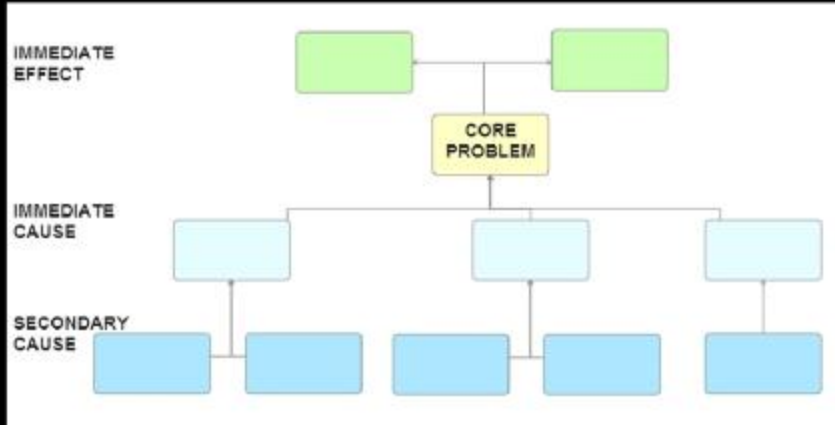 IMMEDIATE
EFFECT
CORE
PROBLEM
IMMEDIATE
CAUSE
SECONDARY
CAUSE